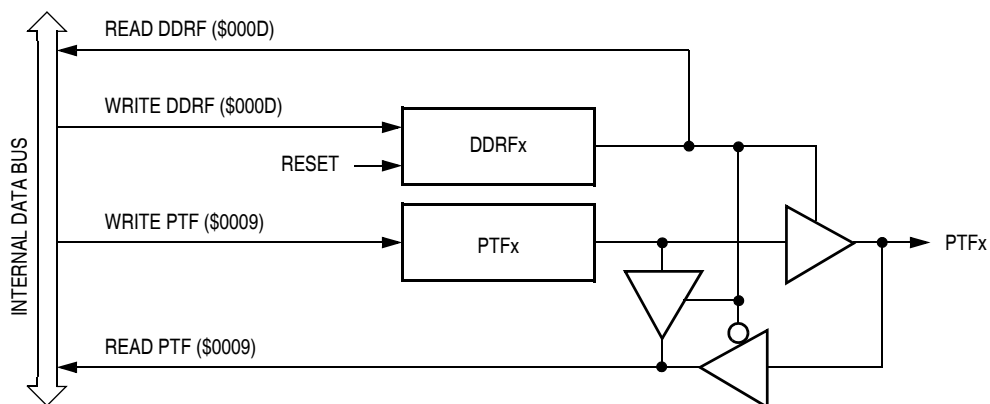 READ DDRF ($000D)
WRITE DDRF ($000D)
RESET
DDRFx
WRITE PTF ($0009)
PTFx
PTFx
READ PTF ($0009)
INTERNAL DATA BUS